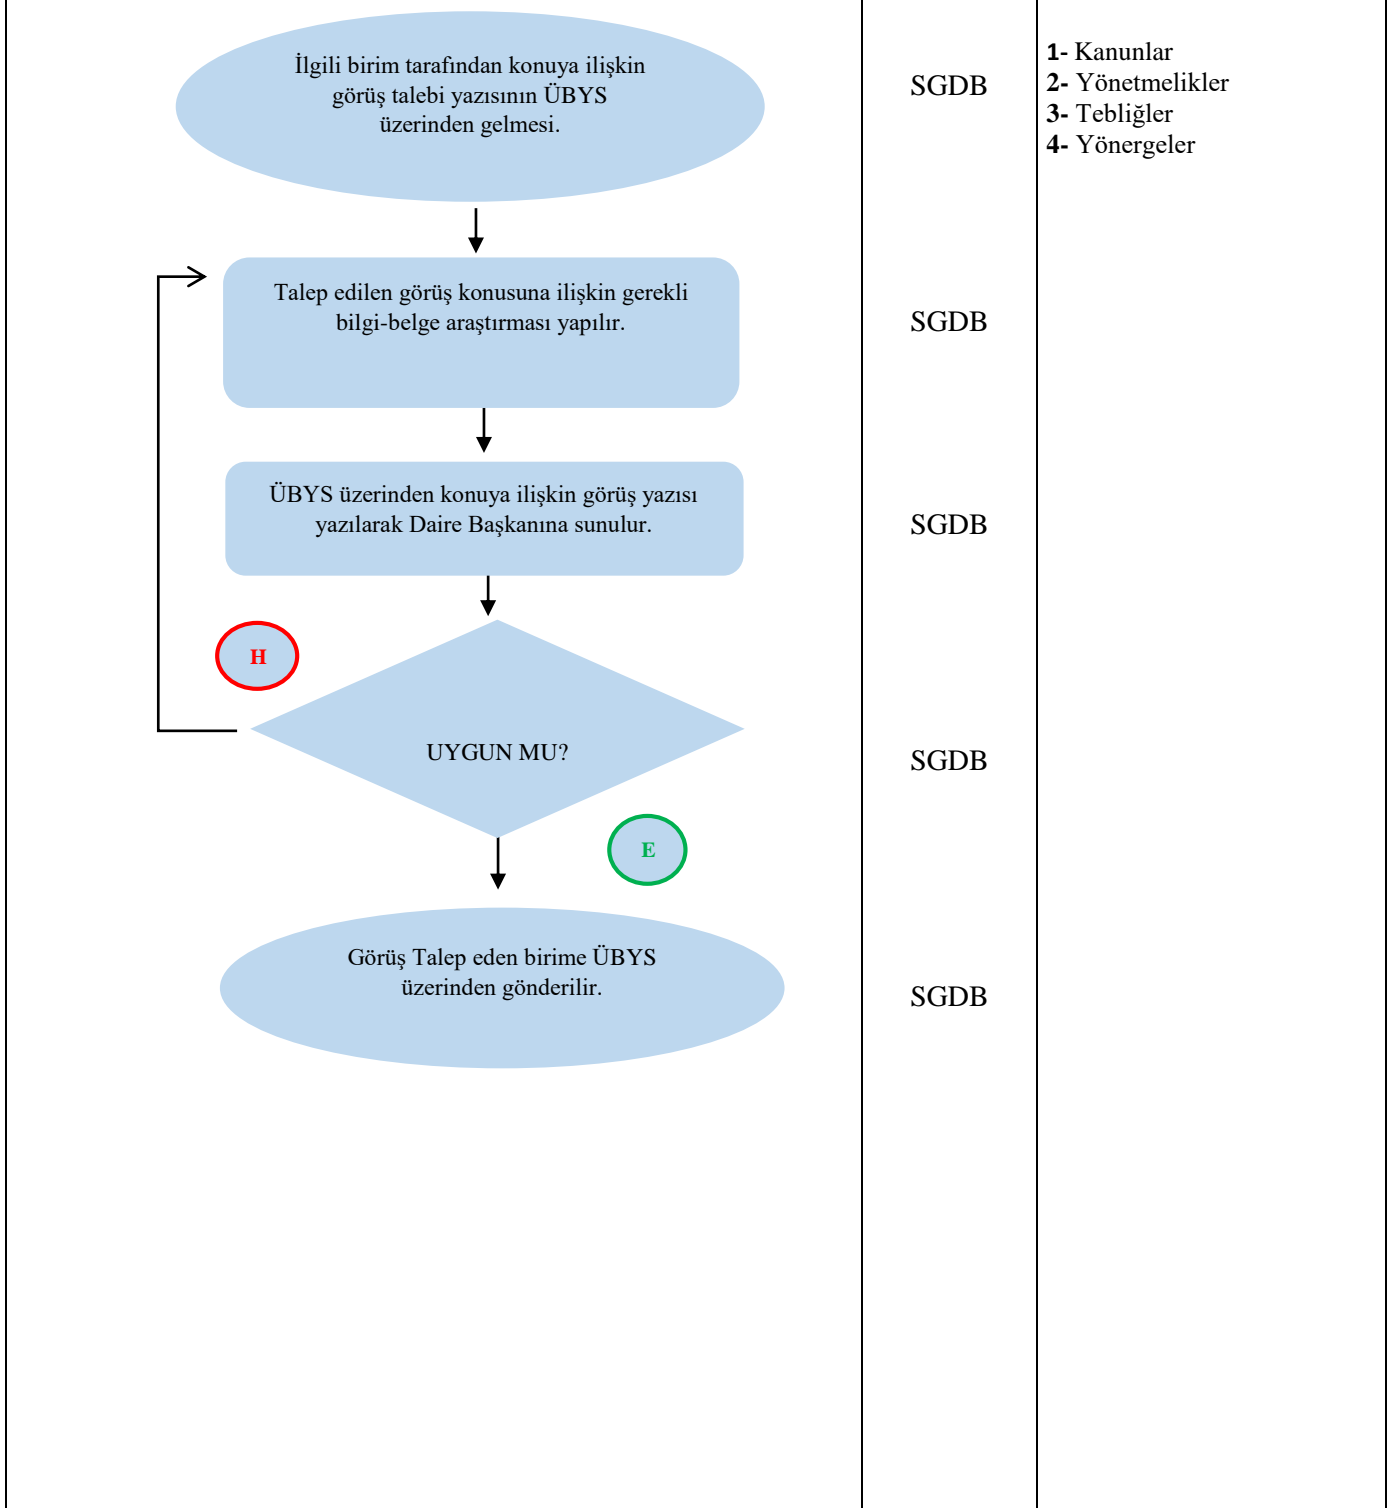 İlgili birim tarafından konuya ilişkin
görüş talebi yazısının ÜBYS
üzerinden gelmesi.
SGDB
1- Kanunlar
2- Yönetmelikler
3- Tebliğler
4- Yönergeler
Talep edilen görüş konusuna ilişkin gerekli
bilgi-belge araştırması yapılır.
SGDB
ÜBYS üzerinden konuya ilişkin görüş yazısı
yazılarak Daire Başkanına sunulur.
SGDB
H
UYGUN MU?
SGDB
E
Görüş Talep eden birime ÜBYS
üzerinden gönderilir.
SGDB